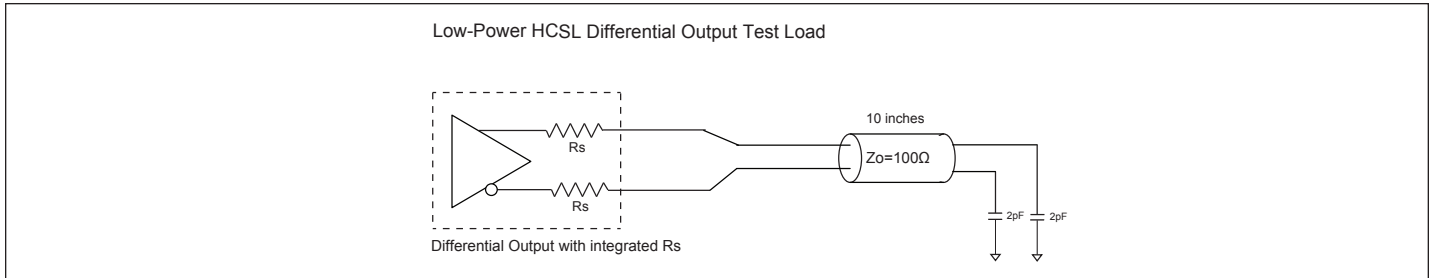 Low-Power HCSL Differential Output Test Load
10 inches
Rs
Zo=100Ω
Rs
2pF
2pF
Differential Output with integrated Rs